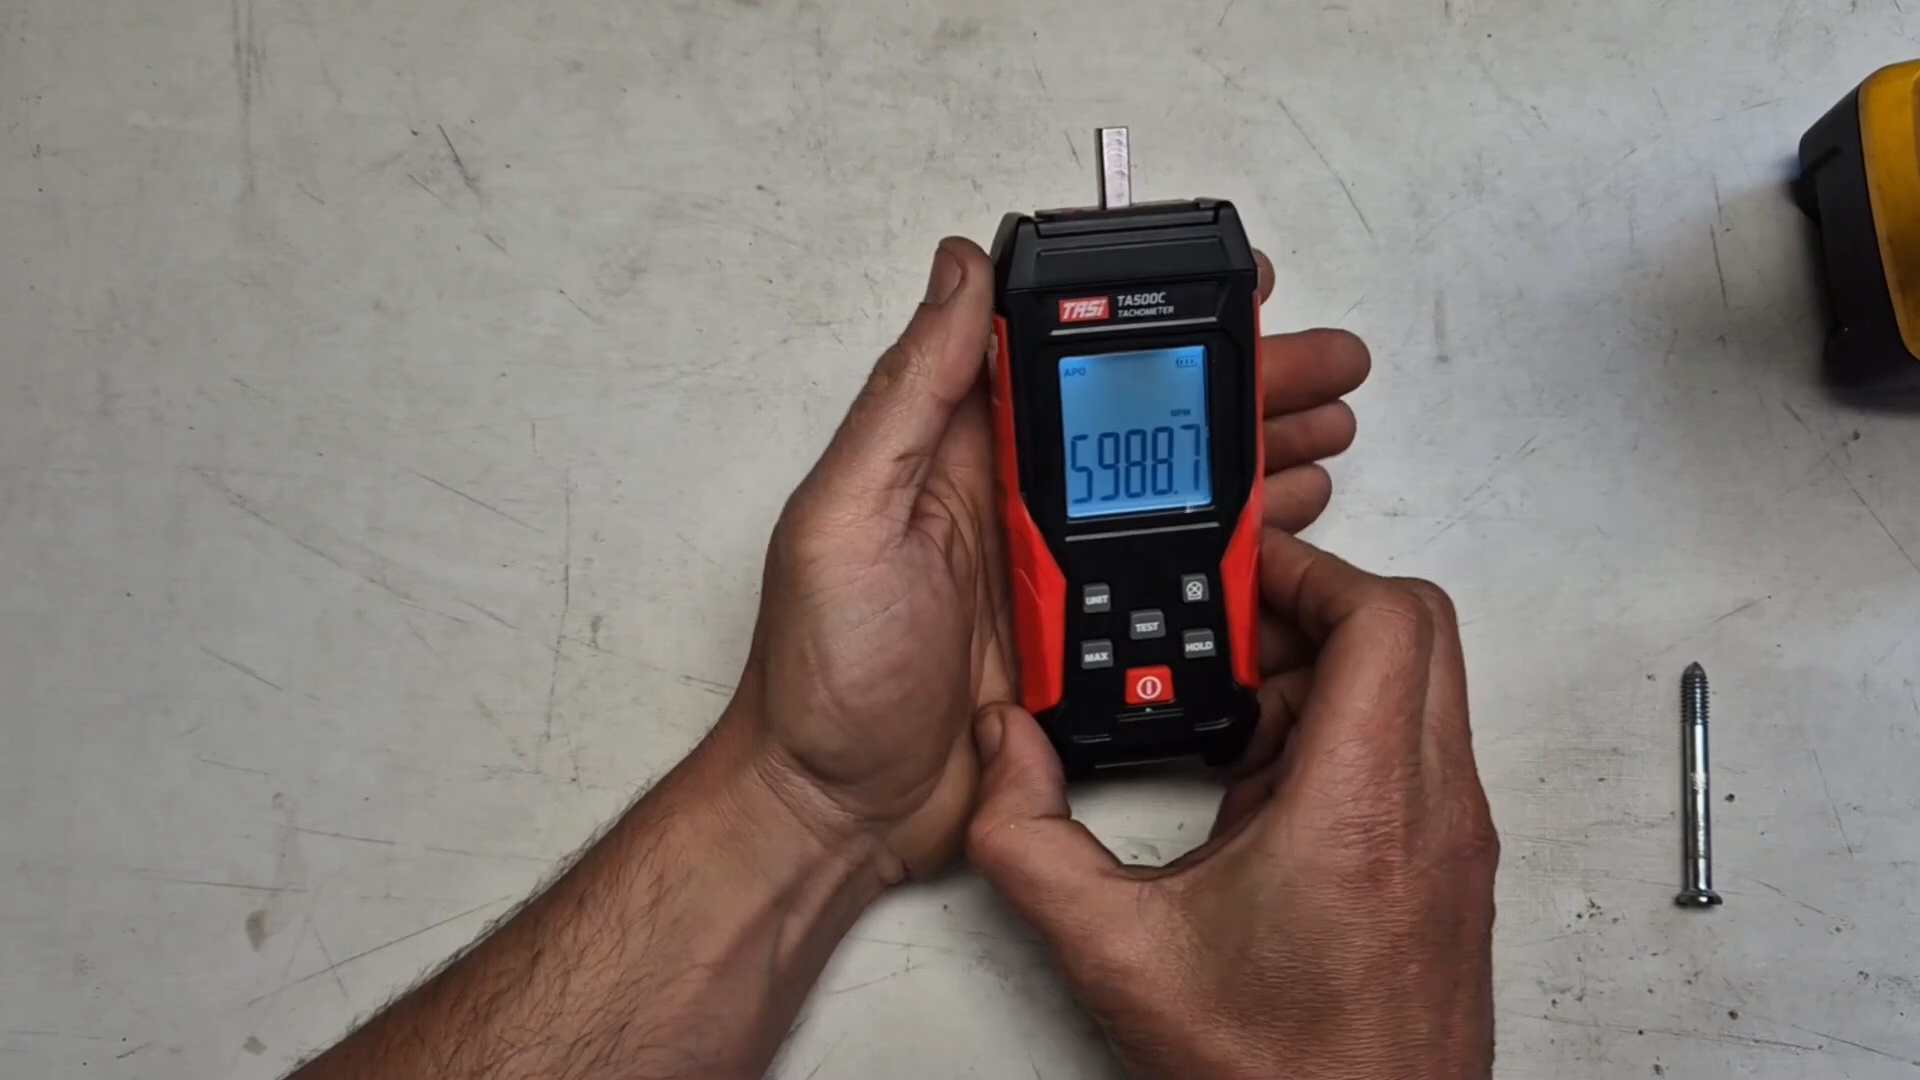 TASI TA500C
TACHOMETER
APO
RPM
5988.7
UNIT
TEST
MAX HOLD